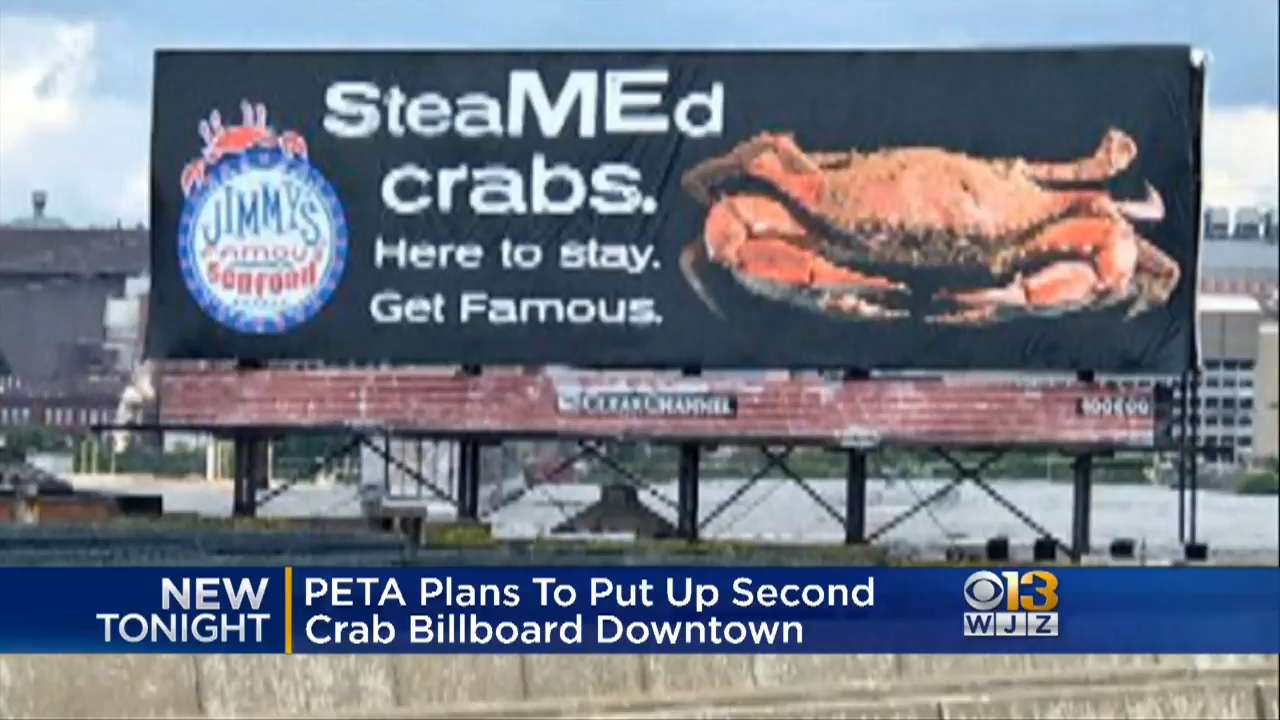 SteaMEd
crabs.
Here to stay.
Get Famous.
JIMMY'S
Famous
Seafood
CLEAR CHANNEL
NEW
TONIGHT
PETA Plans To Put Up Second
Crab Billboard Downtown
13
WJZ